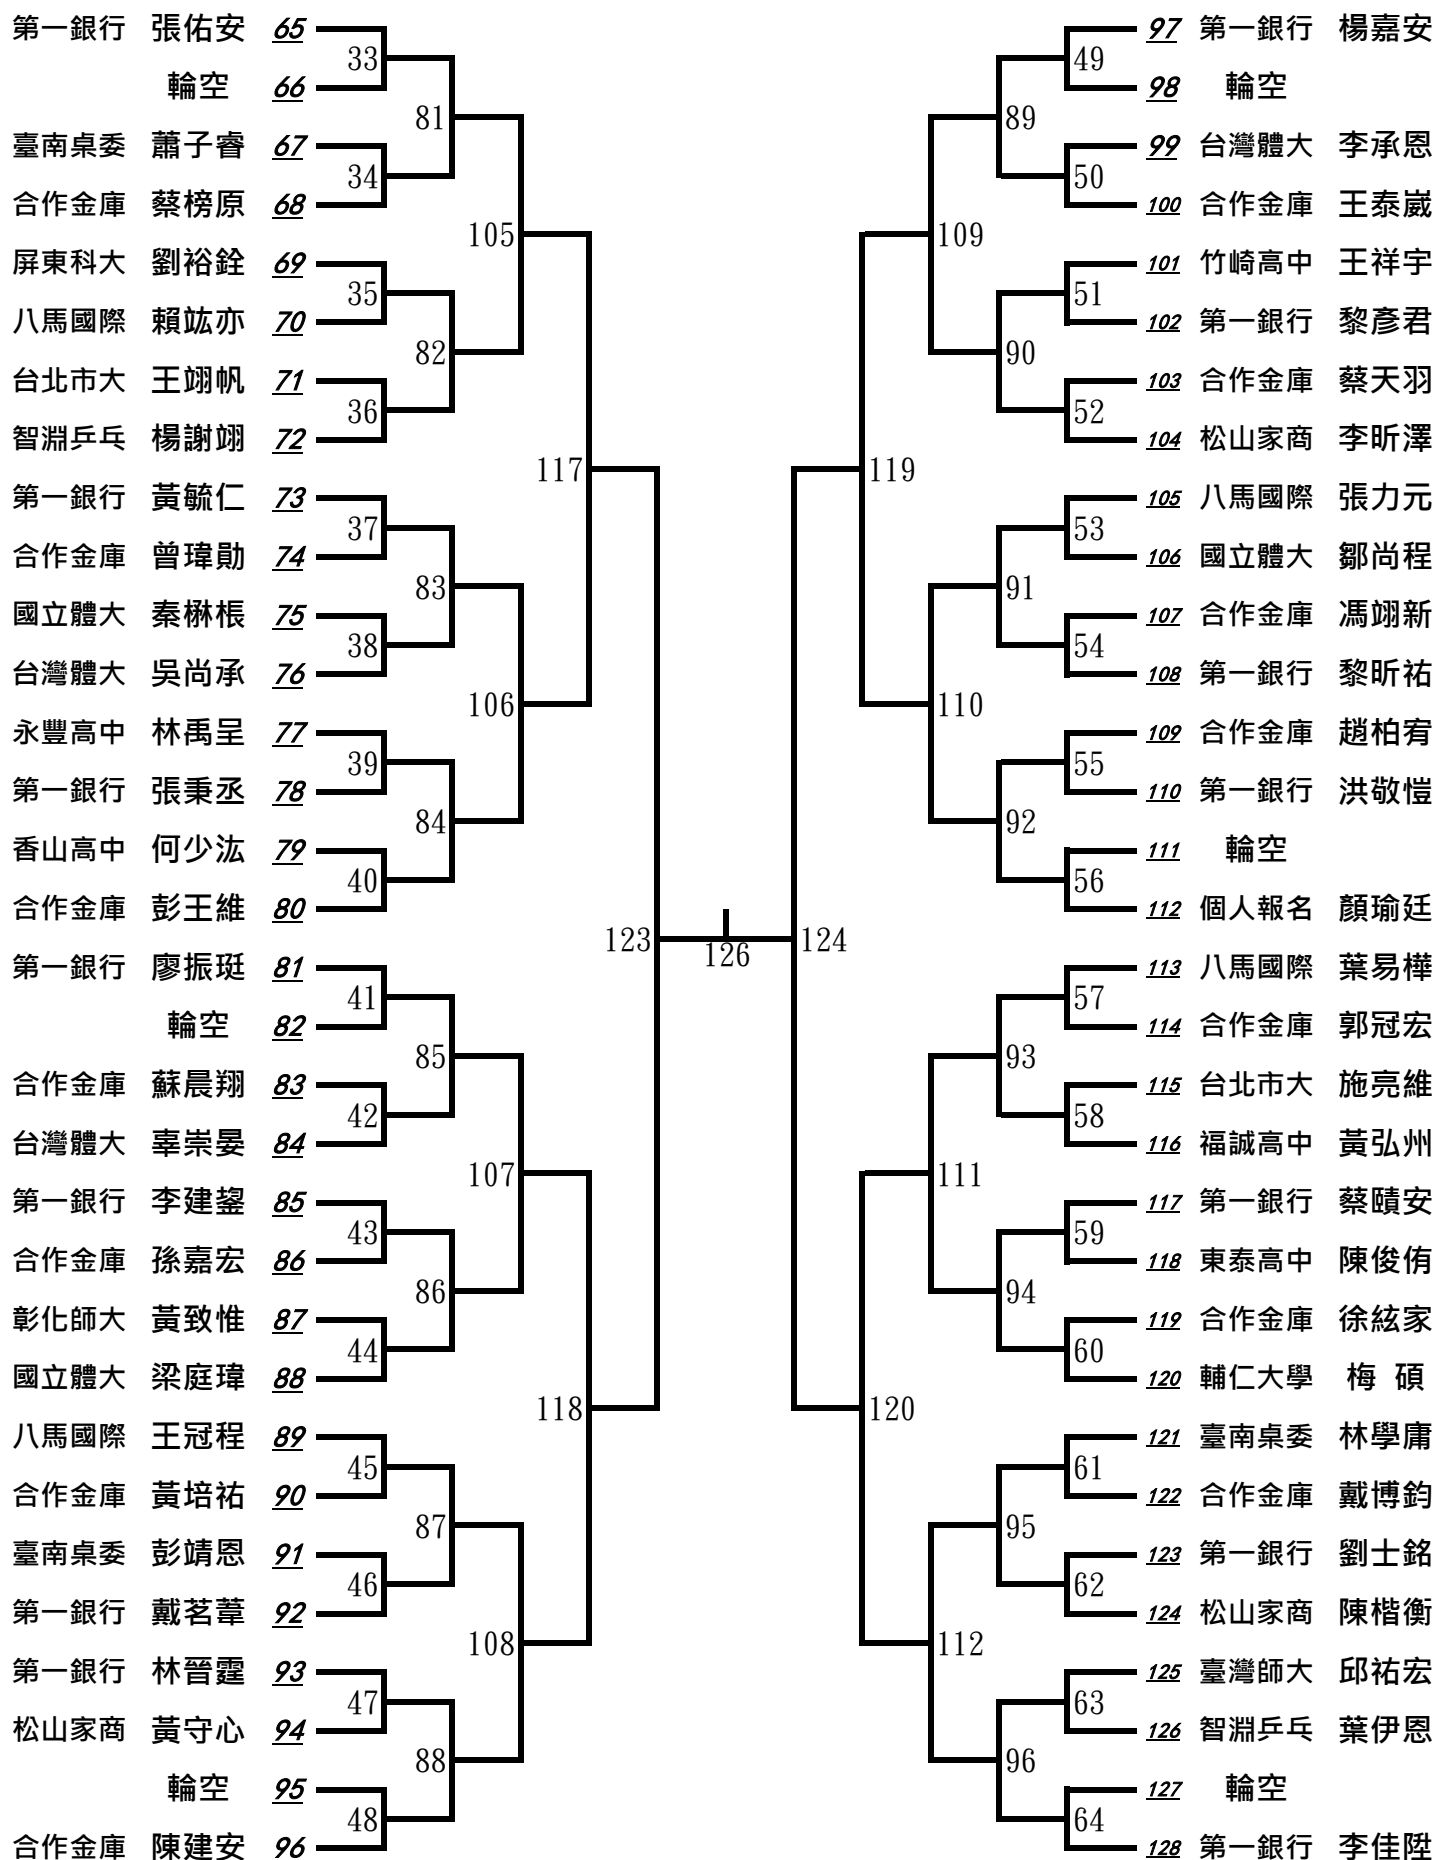 第一銀行 張佑安 65
輪空 66
臺南桌委 蕭子睿 67
合作金庫 蔡榜原 68
屏東科大 劉裕銓 69
八馬國際 賴竑亦 70
台北市大 王翊帆 71
智淵乒乓 楊謝翊 72
第一銀行 黃毓仁 73
合作金庫 曾瑋勛 74
國立體大 秦楙棖 75
台灣體大 吳尚承 76
永豐高中 林禹呈 77
第一銀行 張秉丞 78
香山高中 何少汯 79
合作金庫 彭王維 80
第一銀行 廖振珽 81
輪空 82
合作金庫 蘇晨翔 83
台灣體大 辜崇晏 84
第一銀行 李建鋆 85
合作金庫 孫嘉宏 86
彰化師大 黃致惟 87
國立體大 梁庭瑋 88
八馬國際 王冠程 89
合作金庫 黃培祐 90
臺南桌委 彭靖恩 91
第一銀行 戴茗葦 92
第一銀行 林晉霆 93
松山家商 黃守心 94
輪空 95
合作金庫 陳建安 96
33
34
35
36
37
38
39
40
41
42
43
44
45
46
47
48
81
82
83
84
85
86
87
88
105
106
107
108
117
118
123
126
124
119
120
109
110
111
112
89
90
91
92
93
94
95
96
49
50
51
52
53
54
55
56
57
58
59
60
61
62
63
64
97 第一銀行 楊嘉安
98 輪空
99 台灣體大 李承恩
100 合作金庫 王泰崴
101 竹崎高中 王祥宇
102 第一銀行 黎彥君
103 合作金庫 蔡天羽
104 松山家商 李昕澤
105 八馬國際 張力元
106 國立體大 鄒尚程
107 合作金庫 馮翊新
108 第一銀行 黎昕祐
109 合作金庫 趙柏宥
110 第一銀行 洪敬愷
111 輪空
112 個人報名 顏瑜廷
113 八馬國際 葉易樺
114 合作金庫 郭冠宏
115 台北市大 施亮維
116 福誠高中 黃弘州
117 第一銀行 蔡賾安
118 東泰高中 陳俊侑
119 合作金庫 徐絃家
120 輔仁大學 梅 碩
121 臺南桌委 林學庸
122 合作金庫 戴博鈞
123 第一銀行 劉士銘
124 松山家商 陳楷衡
125 臺灣師大 邱祐宏
126 智淵乒乓 葉伊恩
127 輪空
128 第一銀行 李佳陞